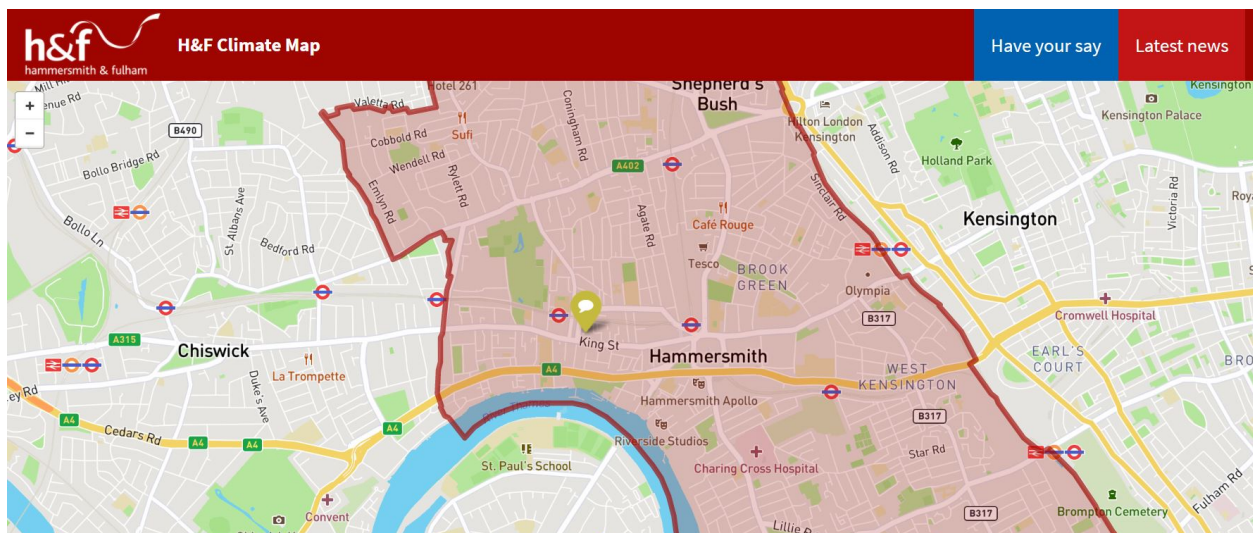 h&f
hammersmith & fulham
H&F Climate Map
Have your say
Latest news
+
−
Hotel 261
Shepherd's
Bush
Kensington
Kensington Palace
Valetta Rd
B490
Cobbold Rd
Sufi
Coningham Rd
Hilton London
Kensington
Addison Rd
Holland Park
Bollo Bridge Rd
Wendell Rd
Rylett Rd
A402
Emlyn Rd
Sinclair Rd
Victoria Rd
St. Albans Ave
Agate Rd
Café Rouge
Kensington
Bollo Ln
Bedford Rd
Tesco
BROOK
GREEN
Olympia
B317
Cromwell Hospital
A315
Chiswick
King St
Hammersmith
EARL'S
COURT
La Trompette
Duke's Ave
A4
WEST
KENSINGTON
Hammersmith Apollo
River Thames
B317
A4
Cedars Rd
A4
A4
Riverside Studios
Star Rd
St. Paul's School
Charing Cross Hospital
Fulham Rd
Convent
B317
Brompton Cemetery